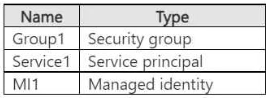 Name Type
Group1 Security group
Service1 Service principal
MI1 Managed identity